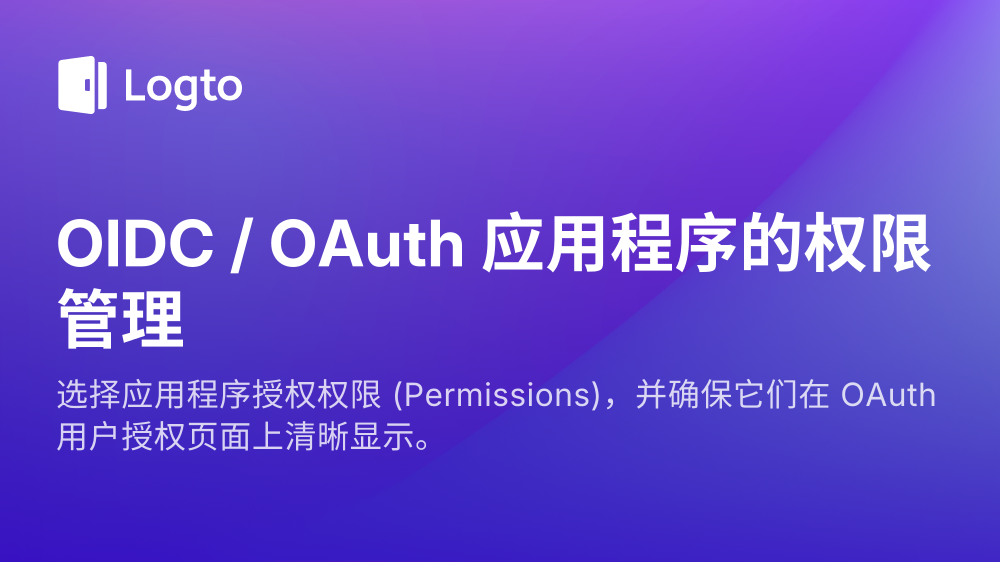 Logto
OIDC / OAuth 应用程序的权限
管理
选择应用程序授权权限 (Permissions)，并确保它们在 OAuth
用户授权页面上清晰显示。